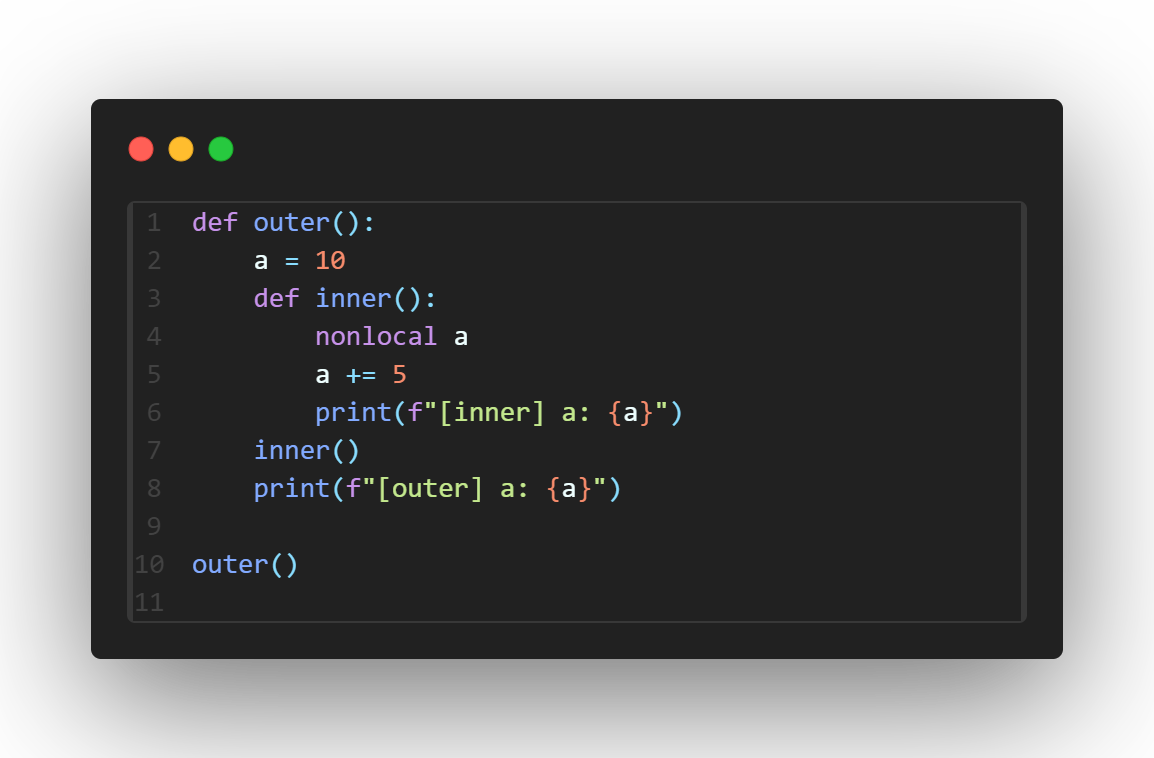 1 def outer():
2     a = 10
3     def inner():
4         nonlocal a
5         a += 5
6         print(f"[inner] a: {a}")
7     inner()
8     print(f"[outer] a: {a}")
9
10 outer()
11